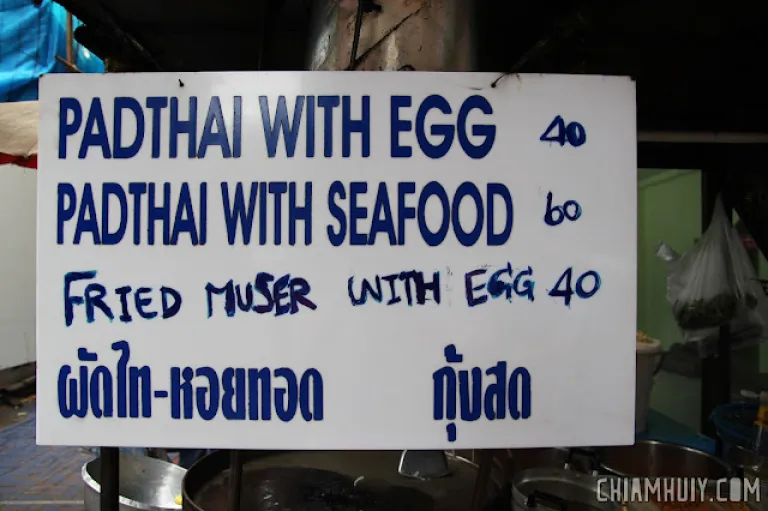 PADTHAI WITH EGG 40
PADTHAI WITH SEAFOOD 60
FRIED MUSER WITH EGG 40
ผัดไท-หอยทอด กุ้งสด
CHIAMHUIY.COM